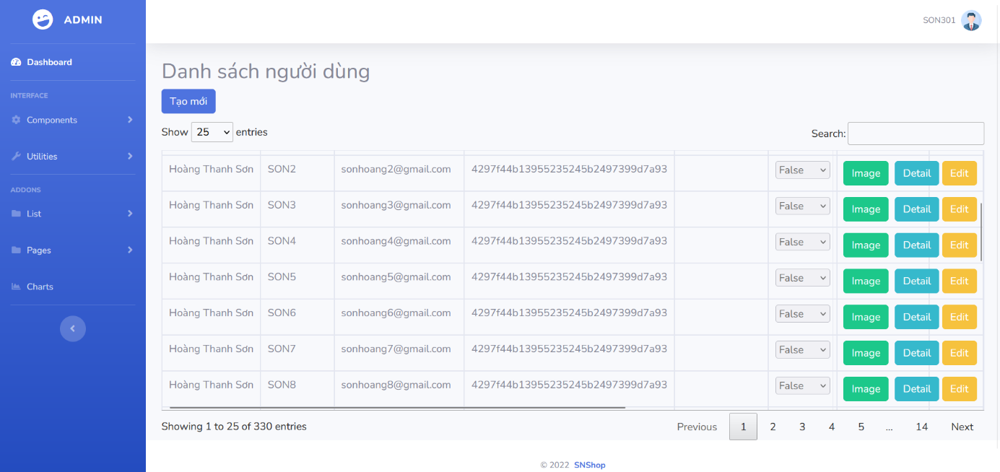 ADMIN
SON301
Dashboard
INTERFACE
Components
Utilities
ADDONS
List
Pages
Charts
Danh sách người dùng
Tạo mới
Show 25 entries
Search:
Hoàng Thanh Sơn SON2 sonhoang2@gmail.com 4297f44b13955235245b2497399d7a93 False Image Detail Edit
Hoàng Thanh Sơn SON3 sonhoang3@gmail.com 4297f44b13955235245b2497399d7a93 False Image Detail Edit
Hoàng Thanh Sơn SON4 sonhoang4@gmail.com 4297f44b13955235245b2497399d7a93 False Image Detail Edit
Hoàng Thanh Sơn SON5 sonhoang5@gmail.com 4297f44b13955235245b2497399d7a93 False Image Detail Edit
Hoàng Thanh Sơn SON6 sonhoang6@gmail.com 4297f44b13955235245b2497399d7a93 False Image Detail Edit
Hoàng Thanh Sơn SON7 sonhoang7@gmail.com 4297f44b13955235245b2497399d7a93 False Image Detail Edit
Hoàng Thanh Sơn SON8 sonhoang8@gmail.com 4297f44b13955235245b2497399d7a93 False Image Detail Edit
Showing 1 to 25 of 330 entries
Previous 1 2 3 4 5 ... 14 Next
© 2022 SNShop